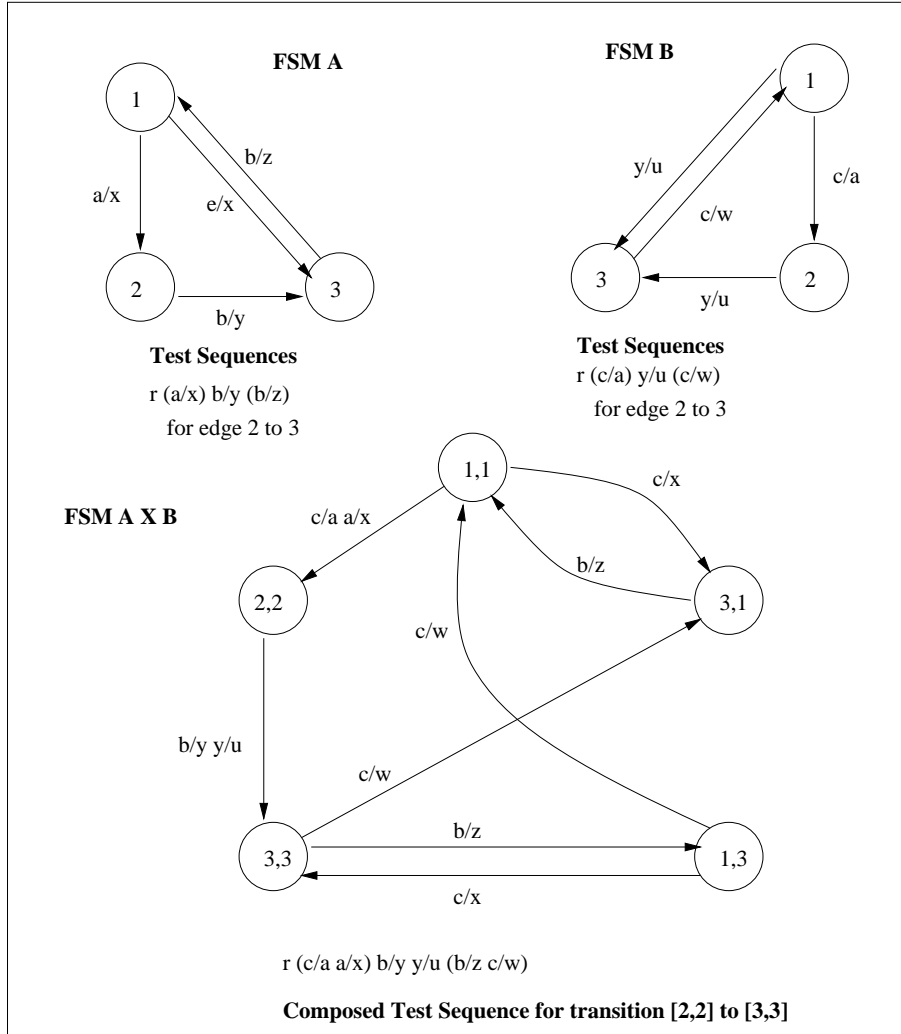 FSM A
FSM B
1
1
b/z
y/u
c/a
a/x
e/x
c/w
2
3
3
2
b/y
y/u
Test Sequences
r (a/x) b/y (b/z)
for edge 2 to 3
Test Sequences
r (c/a) y/u (c/w)
for edge 2 to 3
1,1
c/x
FSM A X B
c/a a/x
b/z
2,2
3,1
c/w
b/y y/u
c/w
b/z
3,3
1,3
c/x
r (c/a a/x) b/y y/u (b/z c/w)
Composed Test Sequence for transition [2,2] to [3,3]